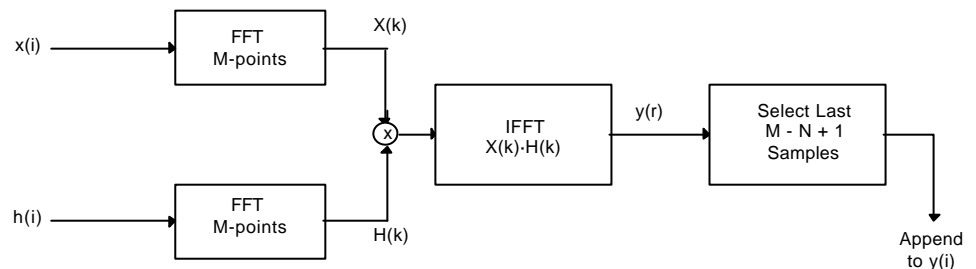 X(k)
x(i)
FFT
M-points
IFFT
X(k)·H(k)
y(r)
Select Last
M - N + 1
Samples
x
h(i)
FFT
M-points
H(k)
Append
to y(i)